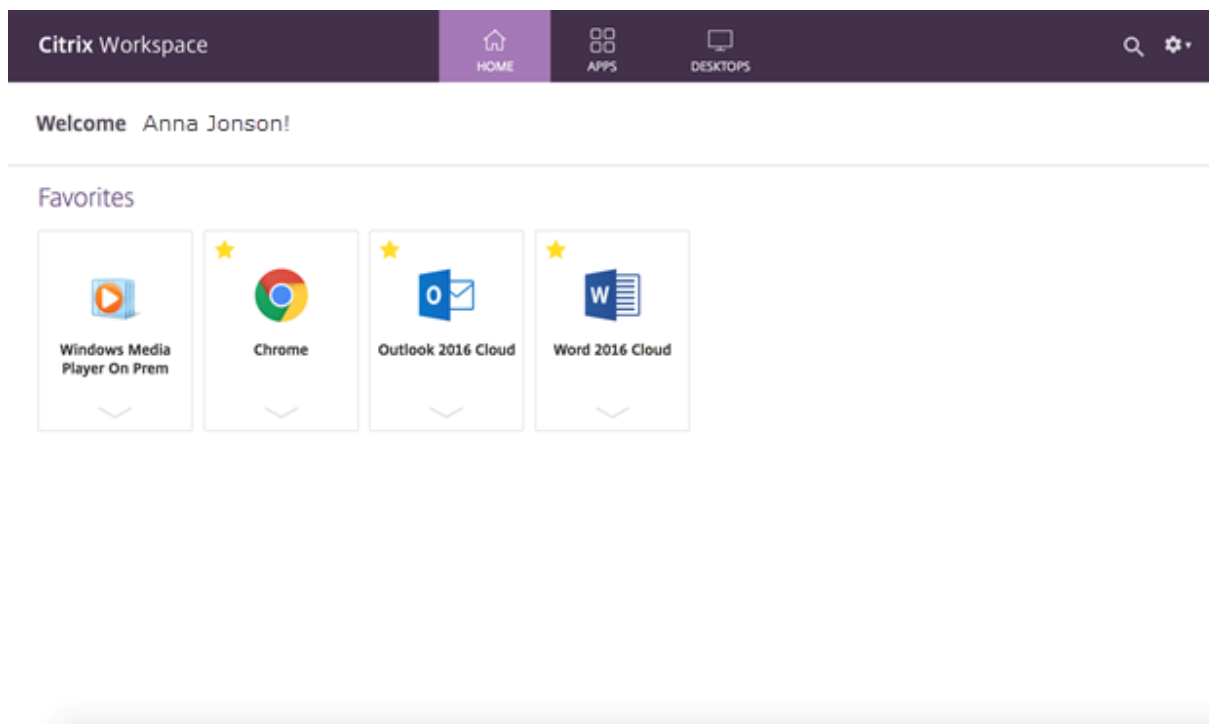 Citrix Workspace
HOME
APPS
DESKTOPS
Welcome Anna Jonson!
Favorites
Windows Media
Player On Prem
Chrome
Outlook 2016 Cloud
Word 2016 Cloud